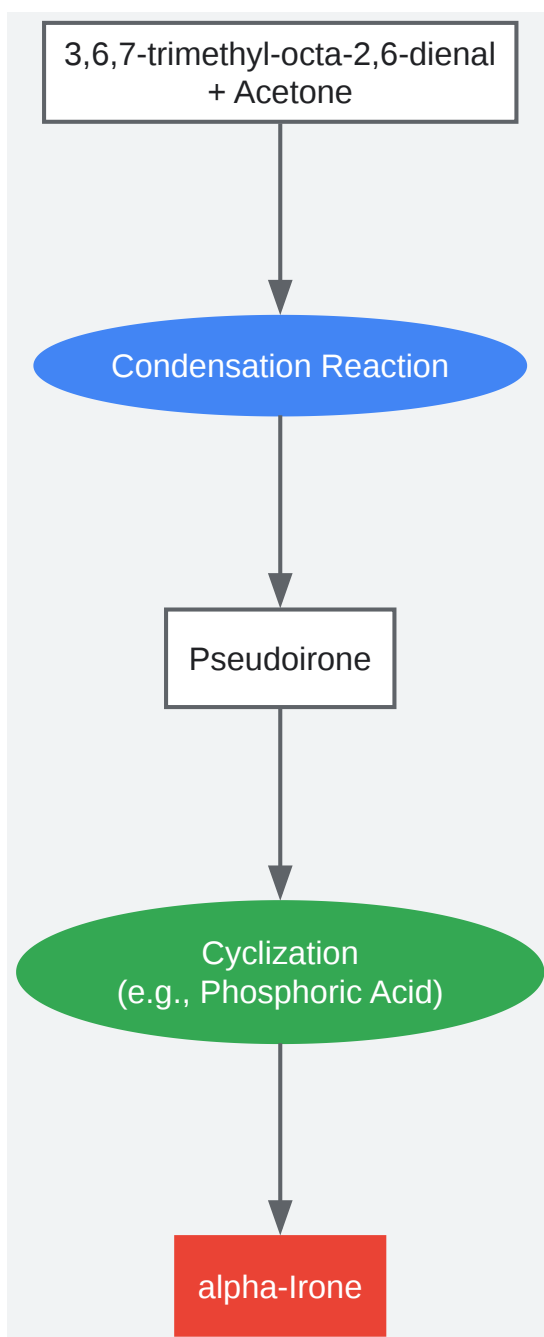 3,6,7-trimethyl-octa-2,6-dienal
+ Acetone
Condensation Reaction
Pseudoirone
Cyclization
(e.g., Phosphoric Acid)
alpha-Irone